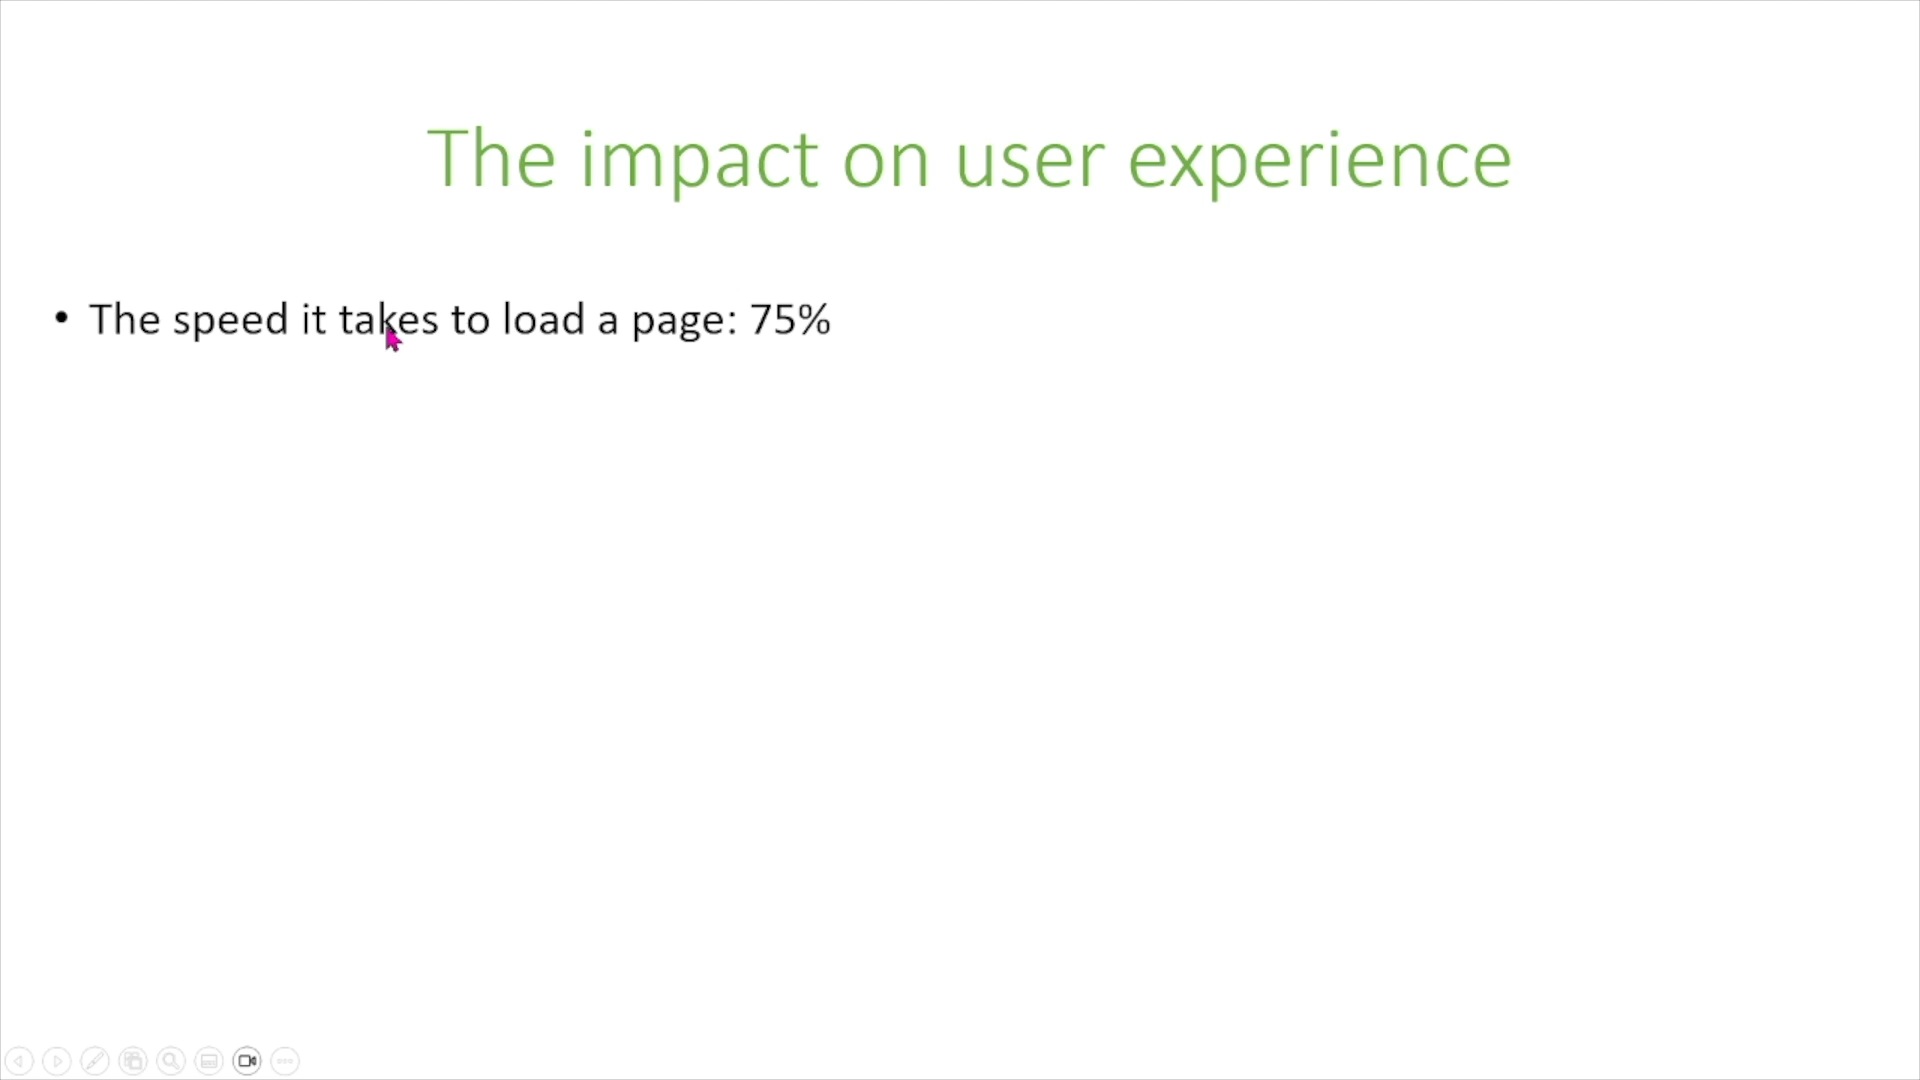 The impact on user experience
• The speed it takes to load a page: 75%